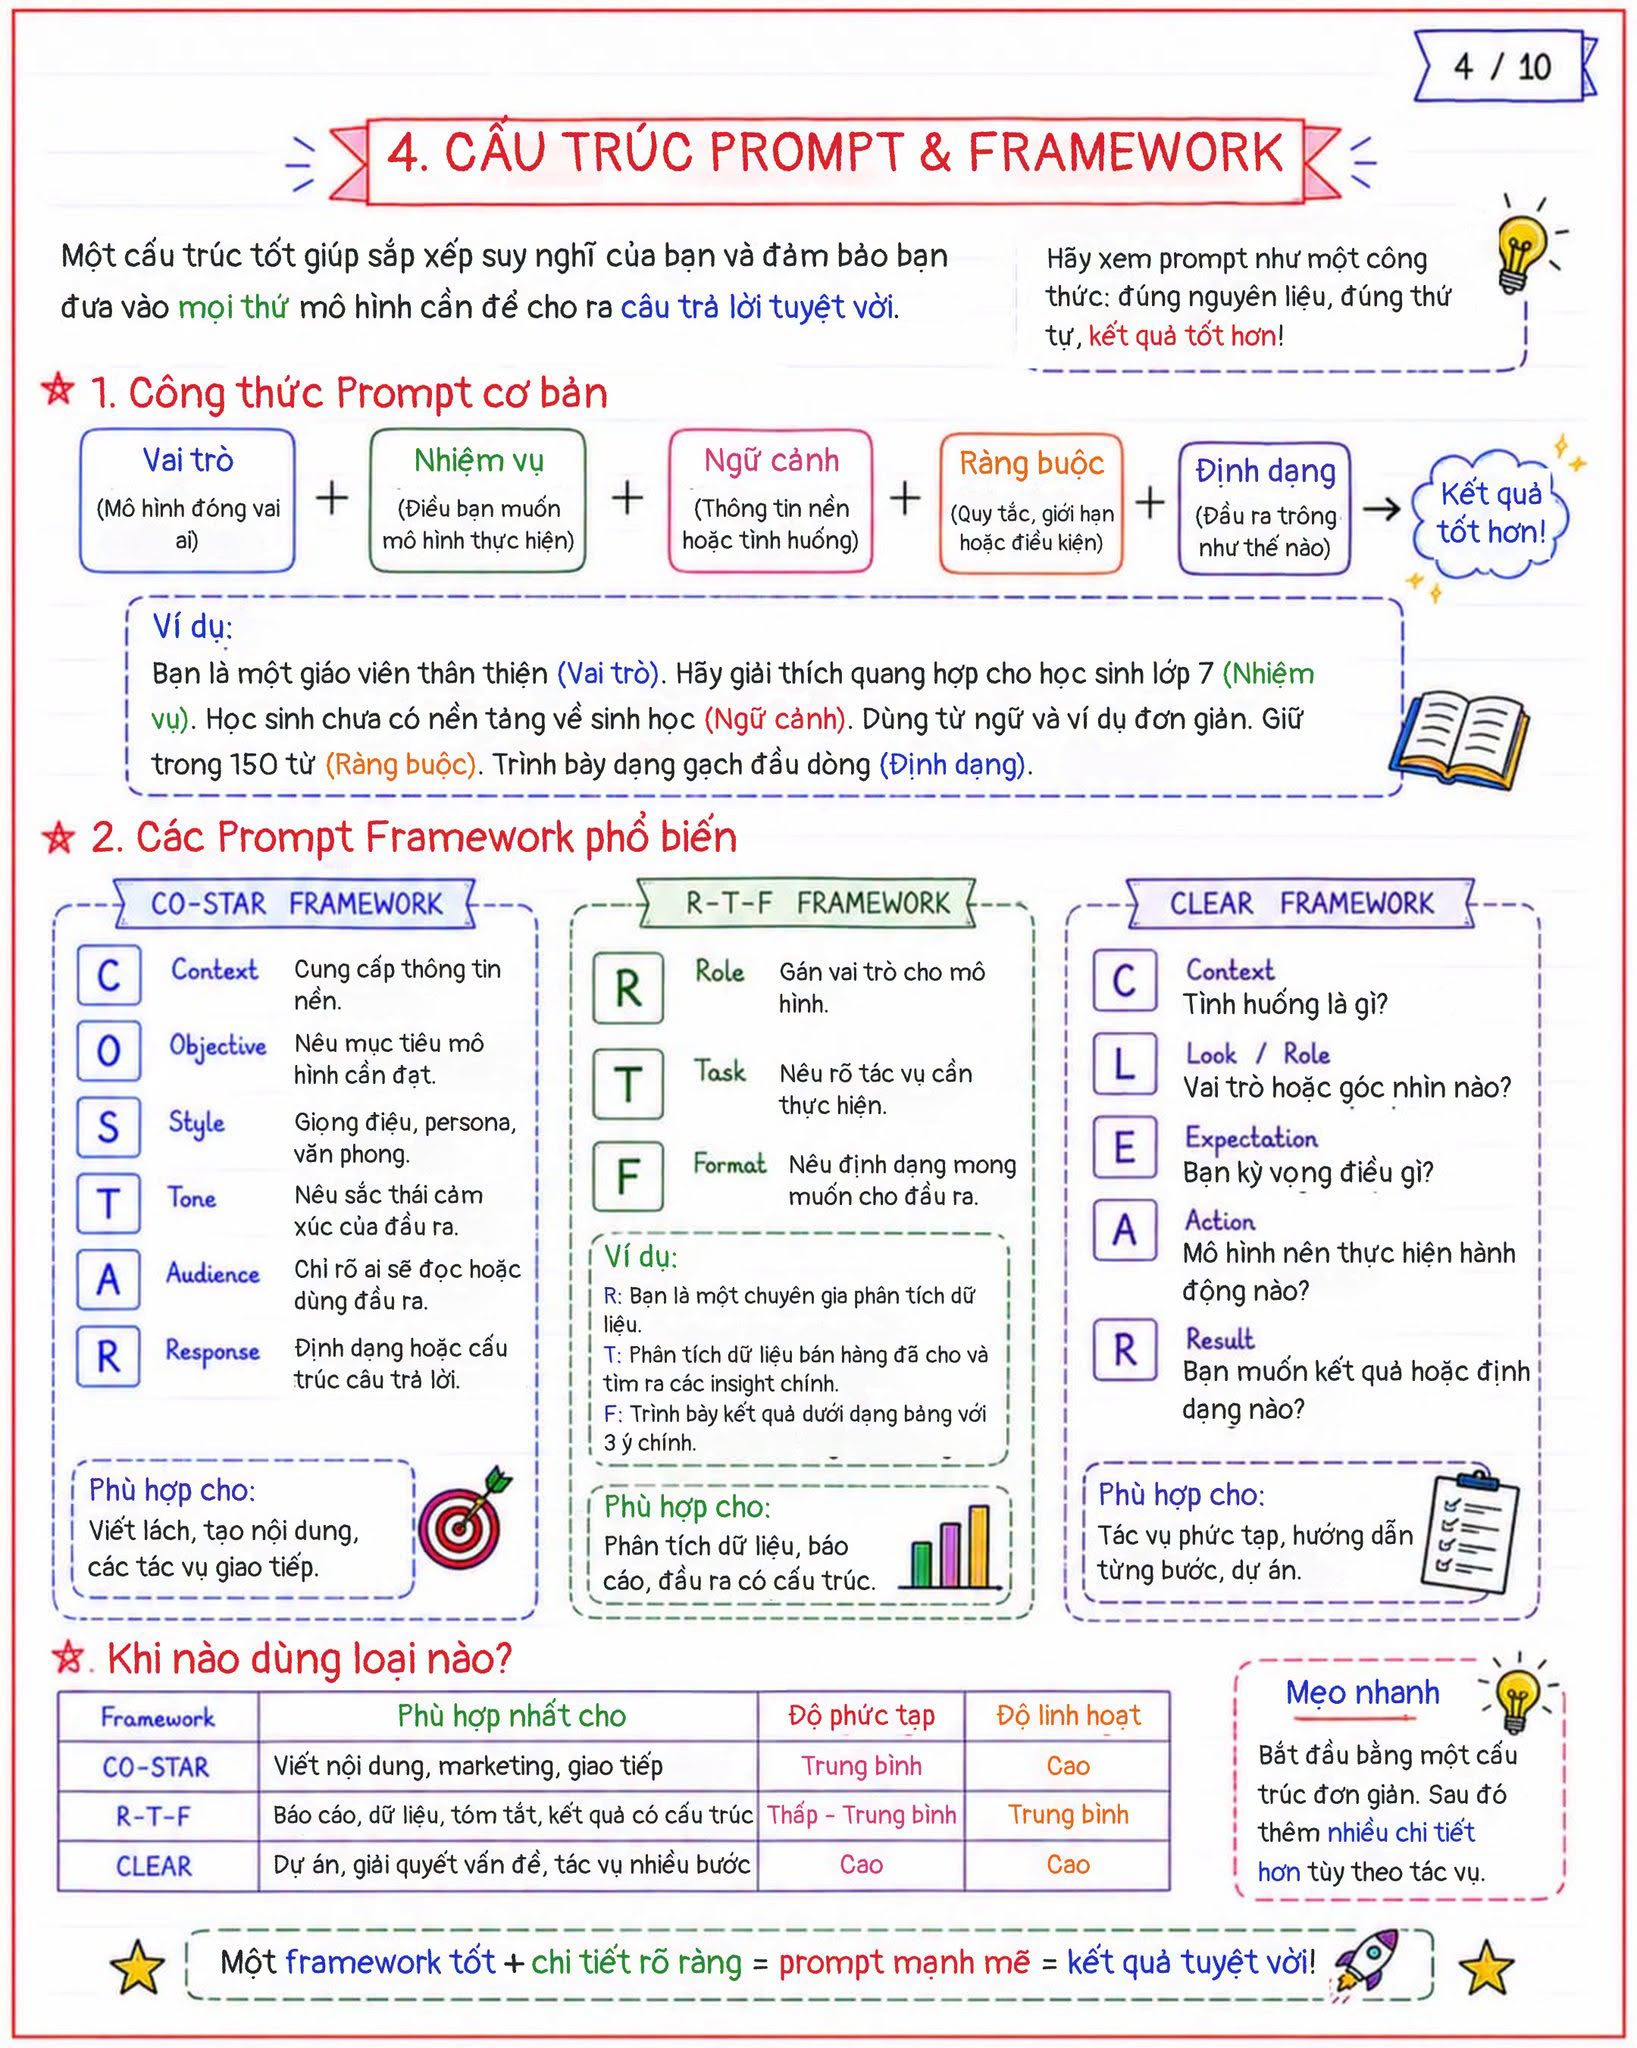 4 / 10
4. CẤU TRÚC PROMPT & FRAMEWORK
Một cấu trúc tốt giúp sắp xếp suy nghĩ của bạn và đảm bảo bạn
đưa vào mọi thứ mô hình cần để cho ra câu trả lời tuyệt vời.
Hãy xem prompt như một công
thức: đúng nguyên liệu, đúng thứ
tự, kết quả tốt hơn!
1. Công thức Prompt cơ bản
Vai trò
(Mô hình đóng vai
ai)
+
Nhiệm vụ
(Điều bạn muốn
mô hình thực hiện)
+
Ngữ cảnh
(Thông tin nền
hoặc tình huống)
+
Ràng buộc
(Quy tắc, giới hạn
hoặc điều kiện)
+
Định dạng
(Đầu ra trông
như thế nào)
→
Kết quả
tốt hơn!
Ví dụ:
Bạn là một giáo viên thân thiện (Vai trò). Hãy giải thích quang hợp cho học sinh lớp 7 (Nhiệm
vụ). Học sinh chưa có nền tảng về sinh học (Ngữ cảnh). Dùng từ ngữ và ví dụ đơn giản. Giữ
trong 150 từ (Ràng buộc). Trình bày dạng gạch đầu dòng (Định dạng).
2. Các Prompt Framework phổ biến
CO-STAR FRAMEWORK
C Context Cung cấp thông tin
nền.
O Objective Nêu mục tiêu mô
hình cần đạt.
S Style Giọng điệu, persona,
văn phong.
T Tone Nêu sắc thái cảm
xúc của đầu ra.
A Audience Chỉ rõ ai sẽ đọc hoặc
dùng đầu ra.
R Response Định dạng hoặc cấu
trúc câu trả lời.
Phù hợp cho:
Viết lách, tạo nội dung,
các tác vụ giao tiếp.
R-T-F FRAMEWORK
R Role Gán vai trò cho mô
hình.
T Task Nêu rõ tác vụ cần
thực hiện.
F Format Nêu định dạng mong
muốn cho đầu ra.
Ví dụ:
R: Bạn là một chuyên gia phân tích dữ
liệu.
T: Phân tích dữ liệu bán hàng đã cho và
tìm ra các insight chính.
F: Trình bày kết quả dưới dạng bảng với
3 ý chính.
Phù hợp cho:
Phân tích dữ liệu, báo
cáo, đầu ra có cấu trúc.
CLEAR FRAMEWORK
C Context
Tình huống là gì?
L Look / Role
Vai trò hoặc góc nhìn nào?
E Expectation
Bạn kỳ vọng điều gì?
A Action
Mô hình nên thực hiện hành
động nào?
R Result
Bạn muốn kết quả hoặc định
dạng nào?
Phù hợp cho:
Tác vụ phức tạp, hướng dẫn
từng bước, dự án.
Khi nào dùng loại nào?
Framework Phù hợp nhất cho Độ phức tạp Độ linh hoạt
CO-STAR Viết nội dung, marketing, giao tiếp Trung bình Cao
R-T-F Báo cáo, dữ liệu, tóm tắt, kết quả có cấu trúc Thấp - Trung bình Trung bình
CLEAR Dự án, giải quyết vấn đề, tác vụ nhiều bước Cao Cao
Mẹo nhanh
Bắt đầu bằng một cấu
trúc đơn giản. Sau đó
thêm nhiều chi tiết
hơn tùy theo tác vụ.
Một framework tốt + chi tiết rõ ràng = prompt mạnh mẽ = kết quả tuyệt vời!